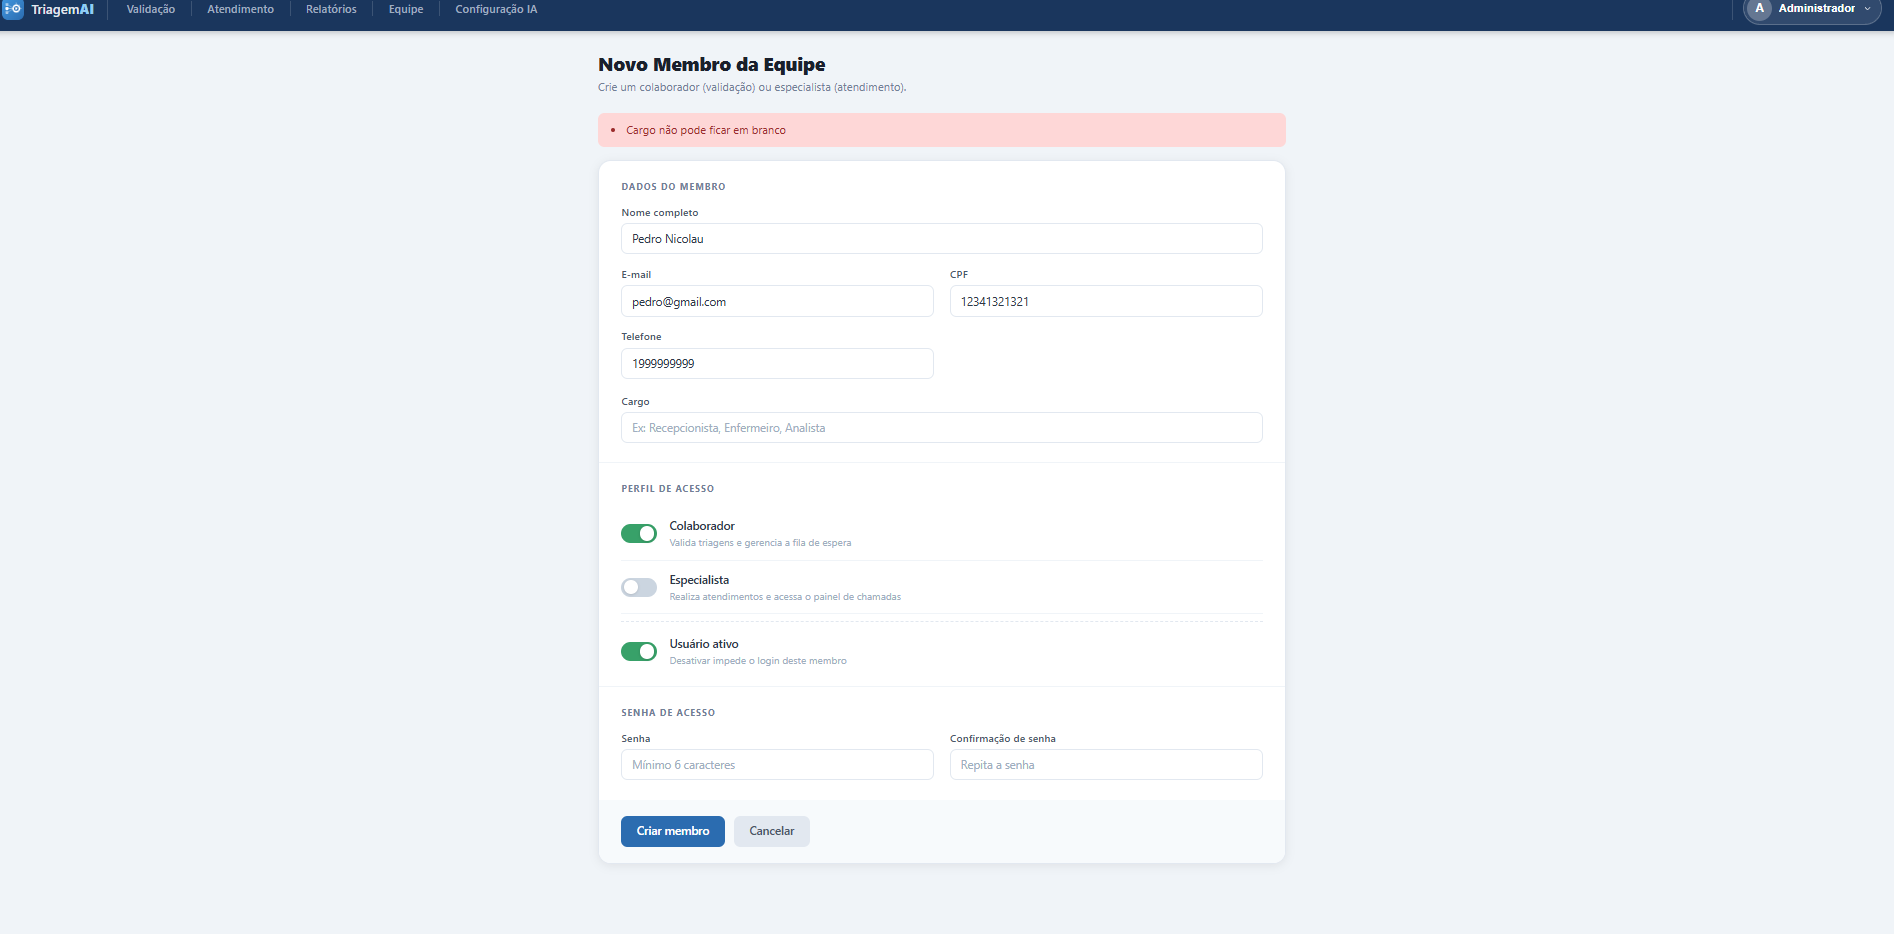 TriagemAI Validação Atendimento Relatórios Equipe Configuração IA A Administrador
Novo Membro da Equipe
Crie um colaborador (validação) ou especialista (atendimento).
• Cargo não pode ficar em branco
DADOS DO MEMBRO
Nome completo
Pedro Nicolau
E-mail CPF
pedro@gmail.com 12341321321
Telefone
1999999999
Cargo
Ex: Recepcionista, Enfermeiro, Analista
PERFIL DE ACESSO
Colaborador
Valida triagens e gerencia a fila de espera
Especialista
Realiza atendimentos e acessa o painel de chamadas
Usuário ativo
Desativar impede o login deste membro
SENHA DE ACESSO
Senha Confirmação de senha
Mínimo 6 caracteres Repita a senha
Criar membro Cancelar